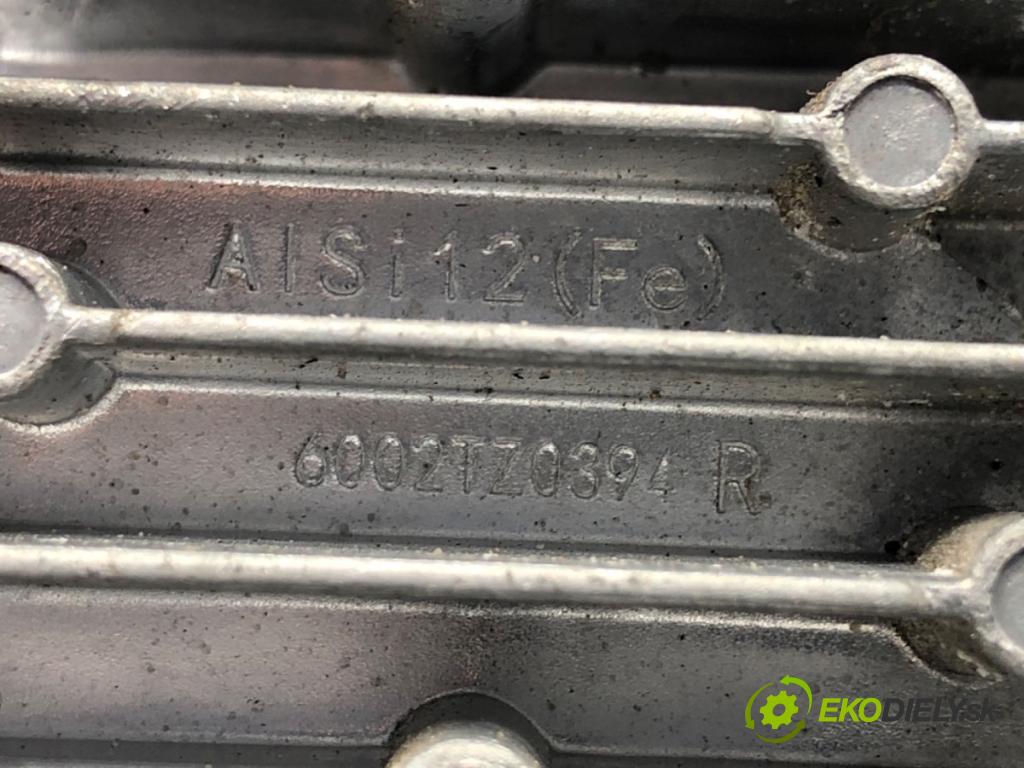 AlSi12(Fe)
6002TZ0394 R
EKODIELY.sk